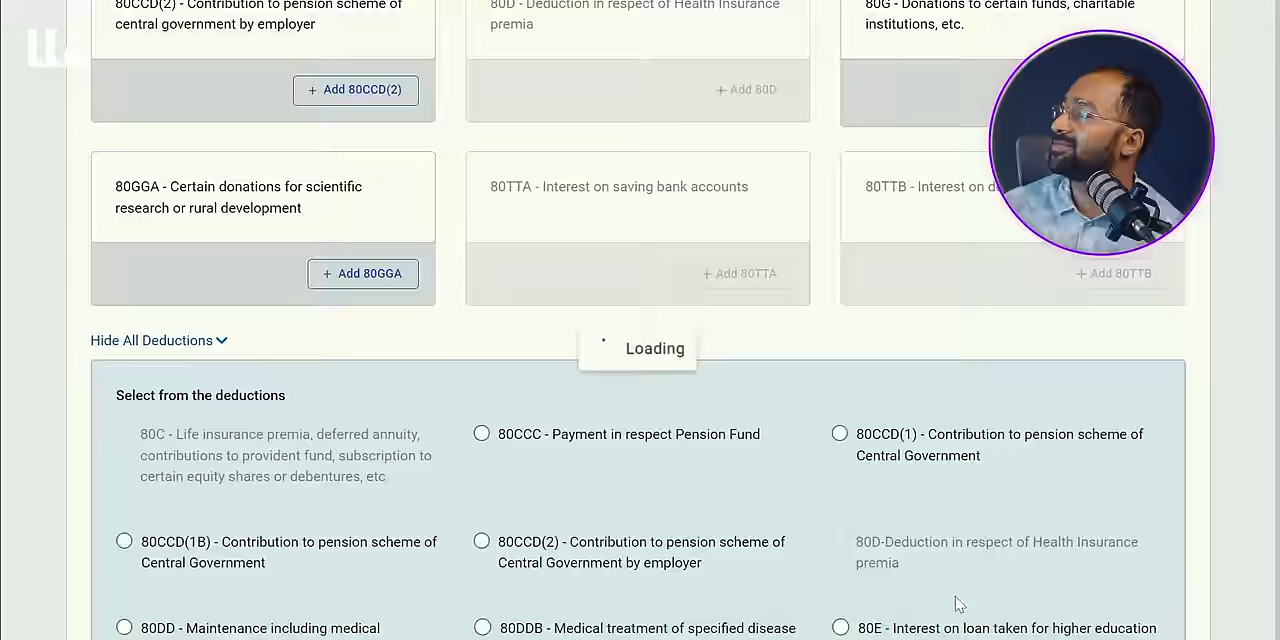 80CCD(2) - Contribution to pension scheme of
central government by employer
80D - Deduction in respect of Health Insurance
premia
80G - Donations to certain funds, charitable
institutions, etc.
+ Add 80CCD(2)
+ Add 80D
80GGA - Certain donations for scientific
research or rural development
80TTA - Interest on saving bank accounts
80TTB - Interest on d
+ Add 80GGA
+ Add 80TTA
+ Add 80TTB
Hide All Deductions
Loading
Select from the deductions
80C - Life insurance premia, deferred annuity,
contributions to provident fund, subscription to
certain equity shares or debentures, etc
80CCC - Payment in respect Pension Fund
80CCD(1) - Contribution to pension scheme of
Central Government
80CCD(1B) - Contribution to pension scheme of
Central Government
80CCD(2) - Contribution to pension scheme of
Central Government by employer
80D-Deduction in respect of Health Insurance
premia
80DD - Maintenance including medical
80DDB - Medical treatment of specified disease
80E - Interest on loan taken for higher education